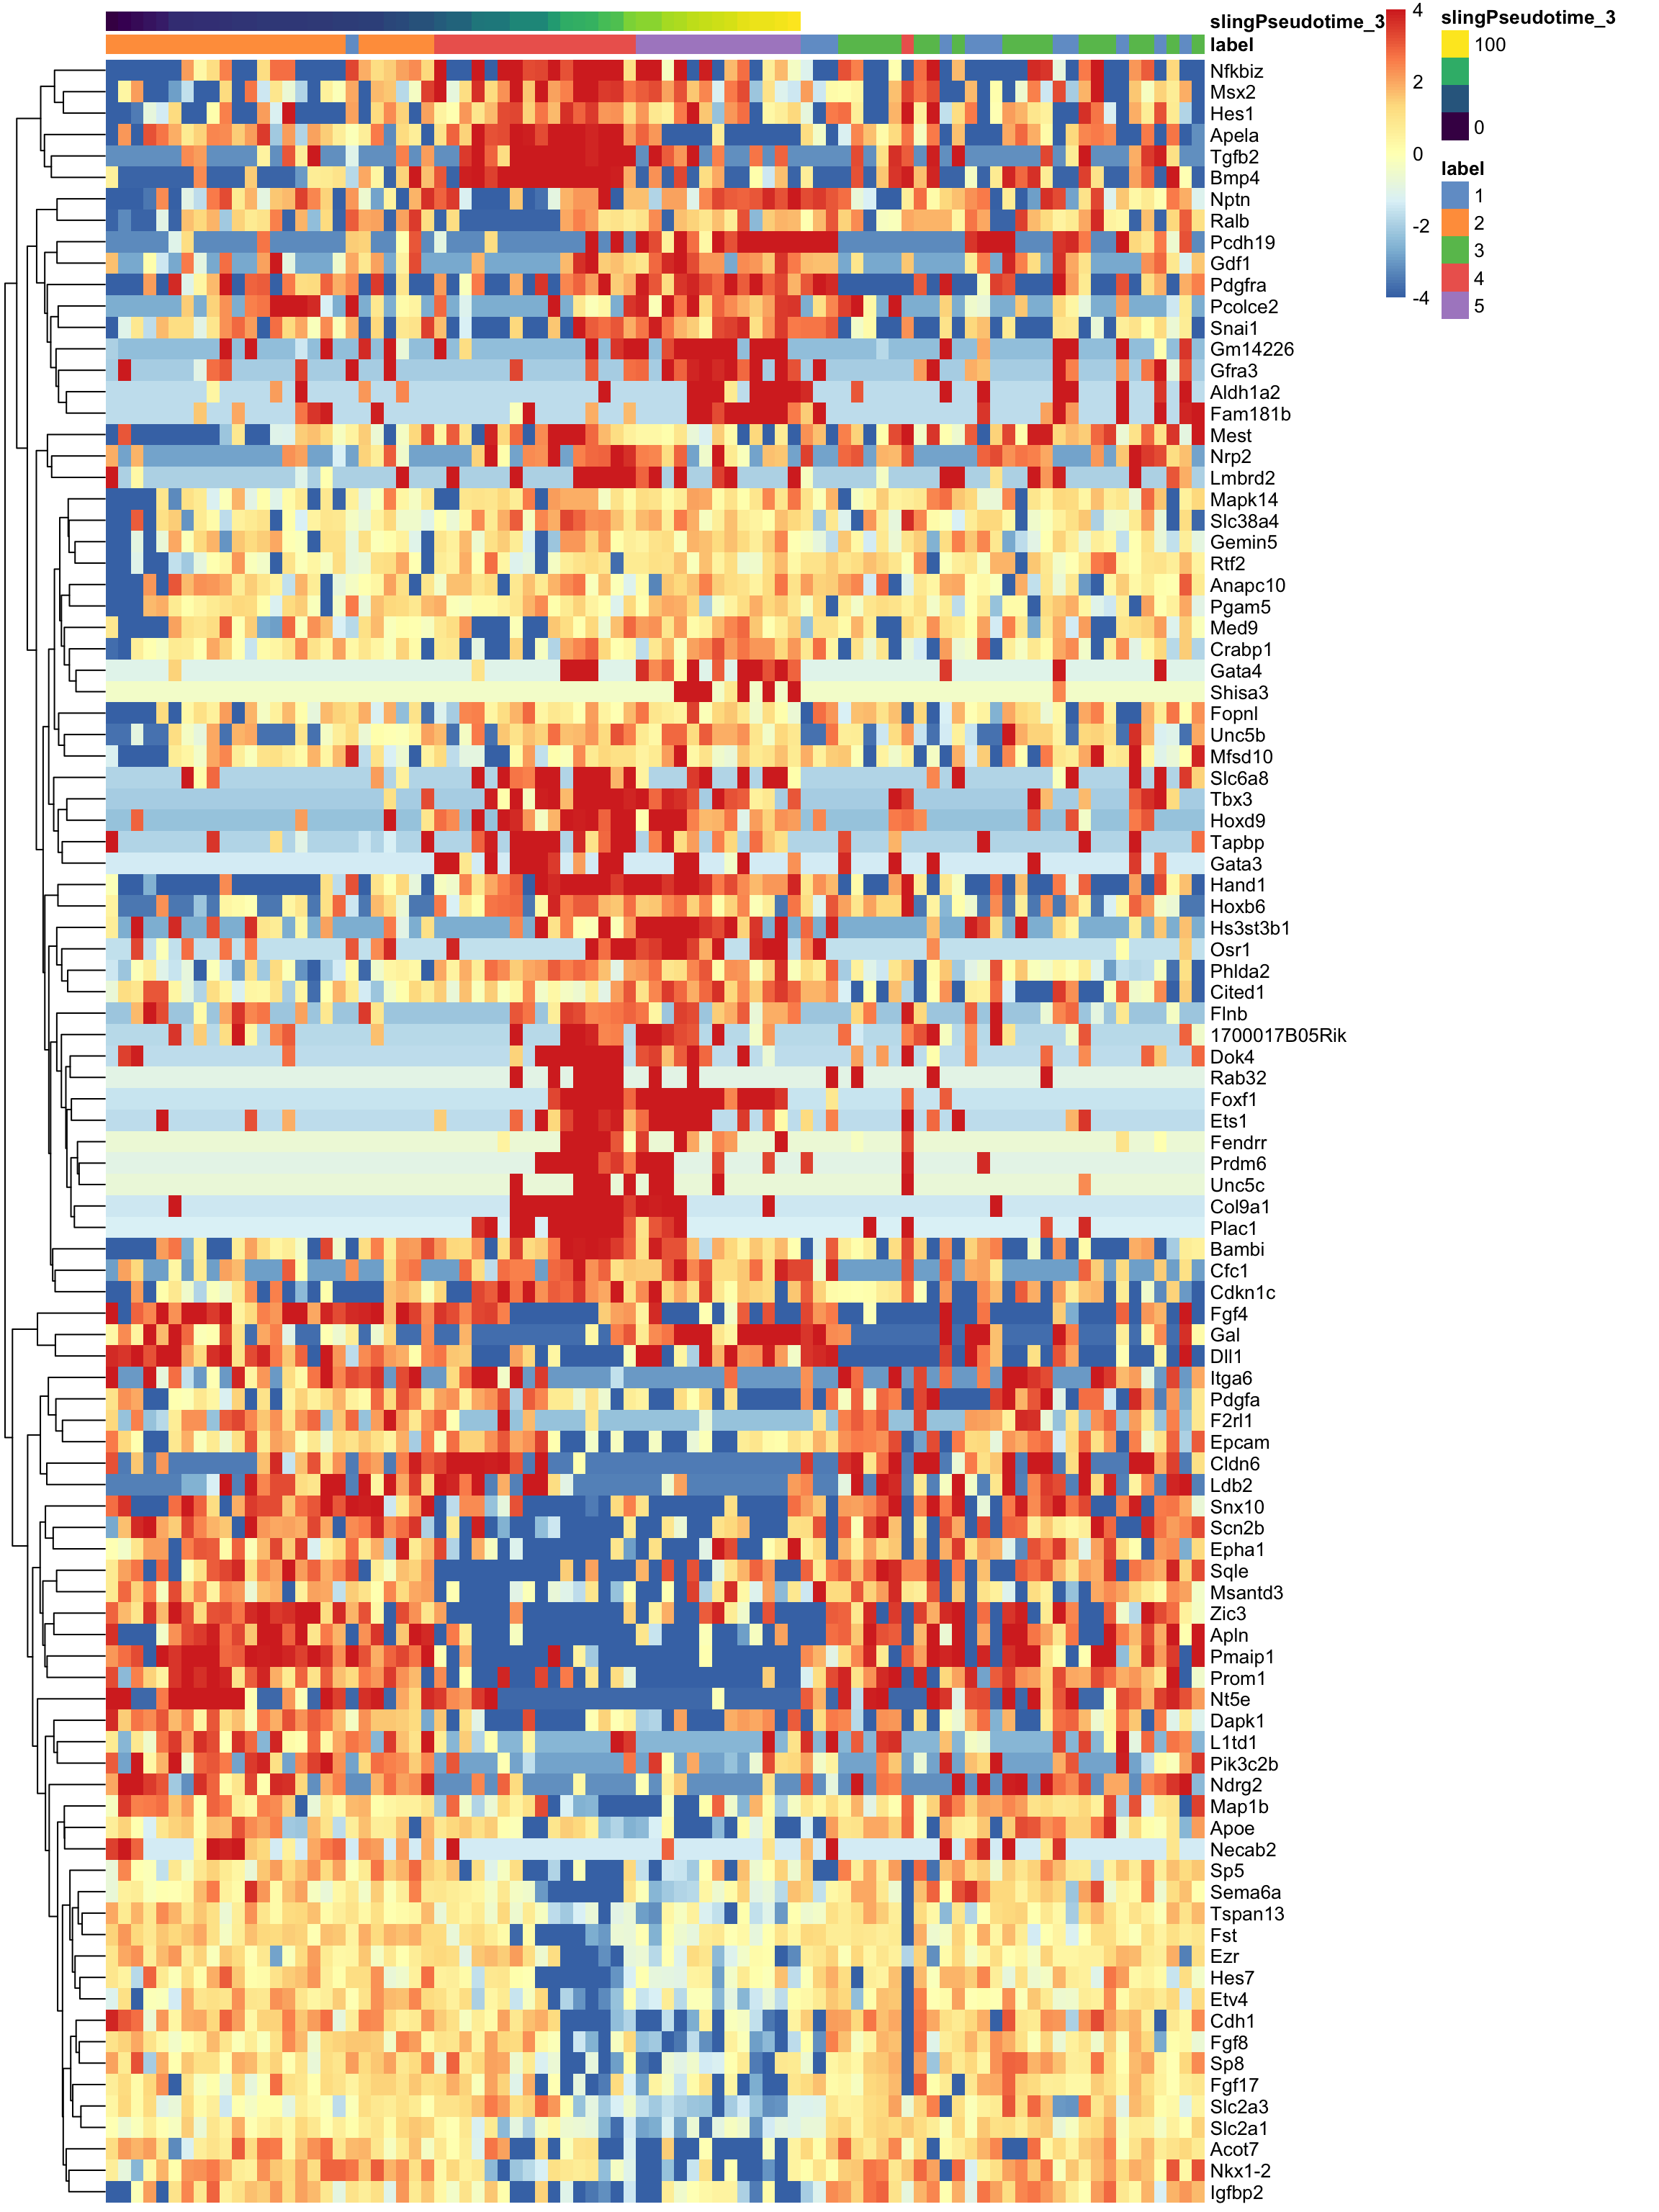 slingPseudotime_3
label
Nfkbiz
Msx2
Hes1
Apela
Tgfb2
Bmp4
Nptn
Ralb
Pcdh19
Gdf1
Pdgfra
Pcolce2
Snai1
Gm14226
Gfra3
Aldh1a2
Fam181b
Mest
Nrp2
Lmbrd2
Mapk14
Slc38a4
Gemin5
Rtf2
Anapc10
Pgam5
Med9
Crabp1
Gata4
Shisa3
Fopnl
Unc5b
Mfsd10
Slc6a8
Tbx3
Hoxd9
Tapbp
Gata3
Hand1
Hoxb6
Hs3st3b1
Osr1
Phlda2
Cited1
Flnb
1700017B05Rik
Dok4
Rab32
Foxf1
Ets1
Fendrr
Prdm6
Unc5c
Col9a1
Plac1
Bambi
Cfc1
Cdkn1c
Fgf4
Gal
Dll1
Itga6
Pdgfa
F2rl1
Epcam
Cldn6
Ldb2
Snx10
Scn2b
Epha1
Sqle
Msantd3
Zic3
Apln
Pmaip1
Prom1
Nt5e
Dapk1
L1td1
Pik3c2b
Ndrg2
Map1b
Apoe
Necab2
Sp5
Sema6a
Tspan13
Fst
Ezr
Hes7
Etv4
Cdh1
Fgf8
Sp8
Fgf17
Slc2a3
Slc2a1
Acot7
Nkx1-2
Igfbp2
4
2
0
-2
-4
slingPseudotime_3
100
0
label
1
2
3
4
5